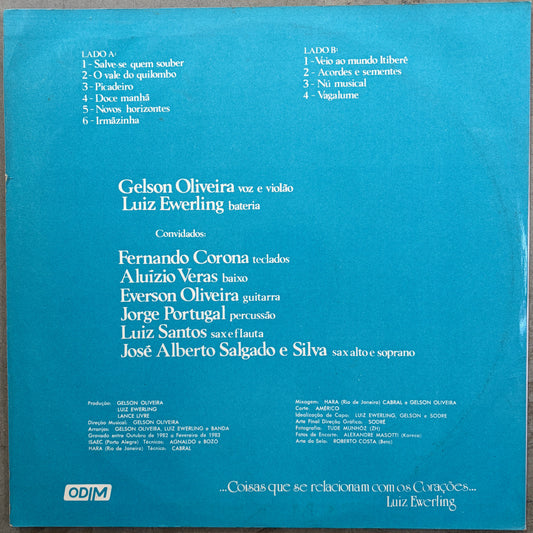 LADO A:
1 - Salve-se quem souber
2 - O vale do quilombo
3 - Picadeiro
4 - Doce manhã
5 - Novos horizontes
6 - Irmãzinha
LADO B:
1 - Veio ao mundo Itiberê
2 - Acordes e sementes
3 - Nú musical
4 - Vagalume
Gelson Oliveira voz e violão
Luiz Ewerling bateria
Convidados:
Fernando Corona teclados
Aluízio Veras baixo
Everson Oliveira guitarra
Jorge Portugal percussão
Luiz Santos sax e flauta
José Alberto Salgado e Silva sax alto e soprano
Produção: GELSON OLIVEIRA
LUIZ EWERLING
LANCE LIVRE
Direção Musical: GELSON OLIVEIRA
Arranjos: GELSON OLIVEIRA, LUIZ EWERLING e BANDA
Gravado entre Outubro de 1982 e Fevereiro de 1983
ISAEC (Porto Alegre) Técnicos: AGNALDO e BOZO
HARA (Rio de Janeiro) Técnico: CABRAL
Mixagem: HARA (Rio de Janeiro) CABRAL e GELSON OLIVEIRA
Corte: AMÉRICO
Idealização de Capa: LUIZ EWERLING, GELSON e SODRÉ
Arte Final Direção Gráfica: SODRÉ
Fotografia: TUDE MUNHOZ (ZH)
Fotos de Encarte: ALEXANDRE MASOTTI (Kareca)
Arte do Selo: ROBERTO COSTA (Beto)
ODIM
...Coisas que se relacionam com os Corações...
Luiz Ewerling